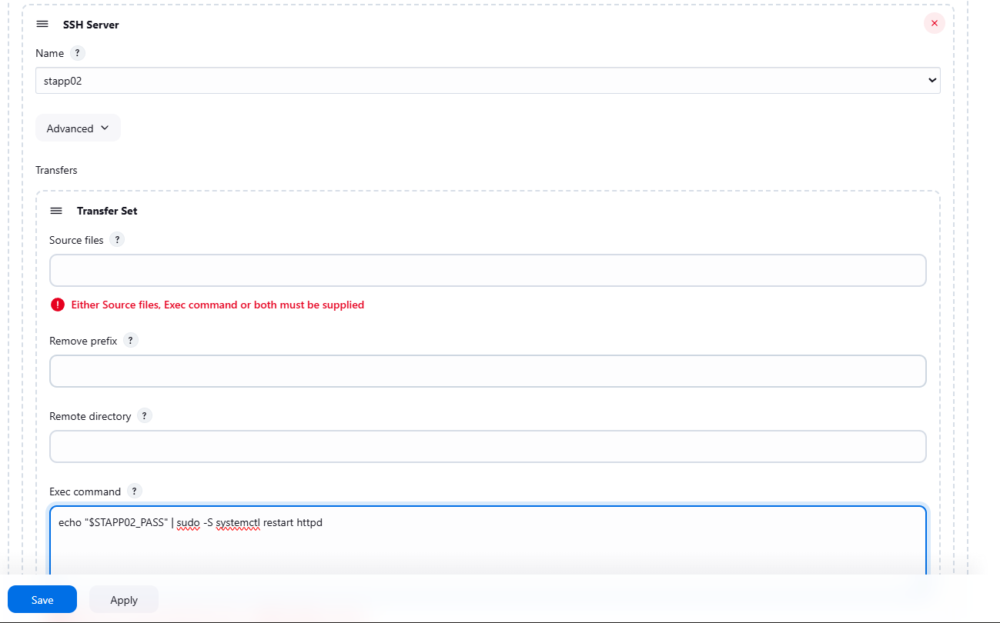 SSH Server
Name ?
stapp02
Advanced
Transfers
Transfer Set
Source files ?
Either Source files, Exec command or both must be supplied
Remove prefix ?
Remote directory ?
Exec command ?
echo "$STAPP02_PASS" | sudo -S systemctl restart httpd
Save Apply